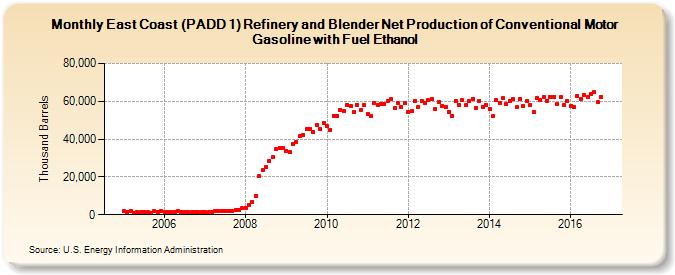 Monthly East Coast (PADD 1) Refinery and Blender Net Production of Conventional Motor
Gasoline with Fuel Ethanol
Thousand Barrels
80,000
60,000
40,000
20,000
0
2006
2008
2010
2012
2014
2016
Source: U.S. Energy Information Administration